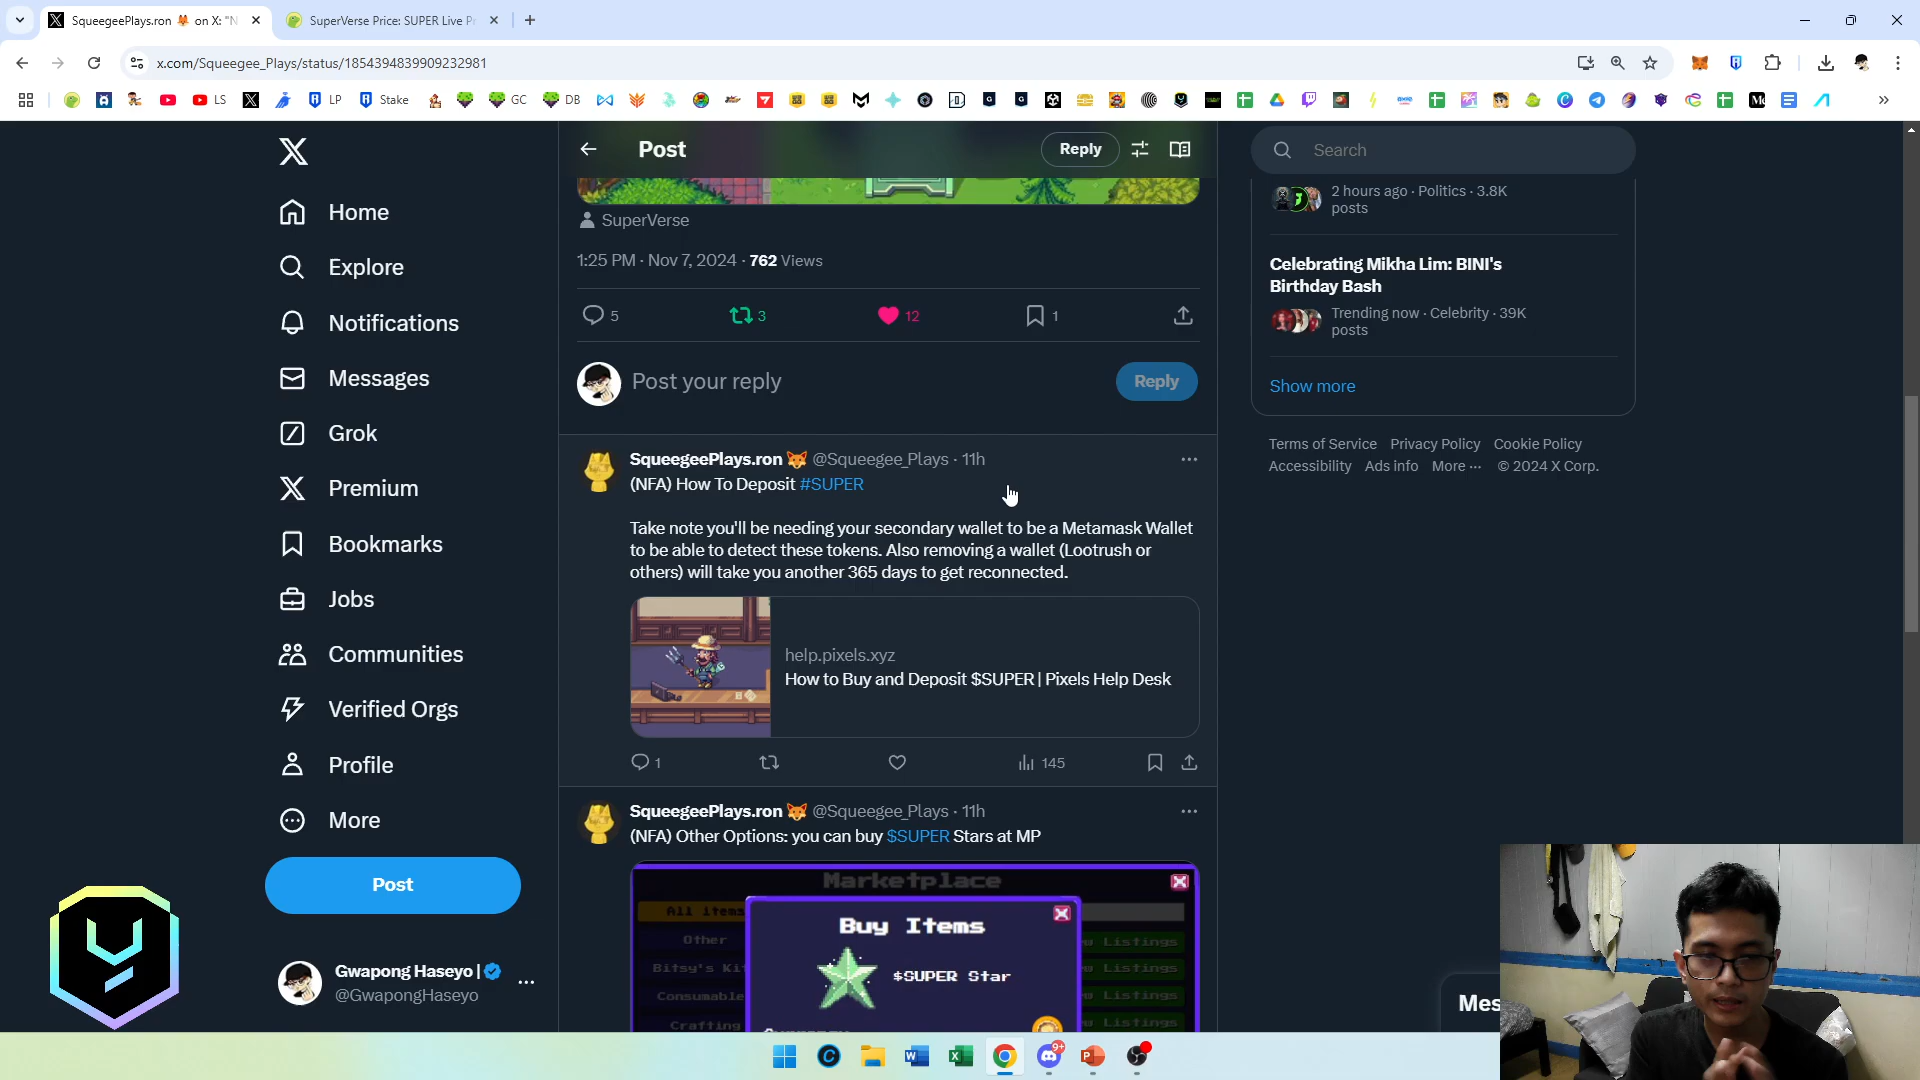 SqueegeePlays.ron 🦊 on X: "N
SuperVerse Price: SUPER Live P
x.com/Squeegee_Plays/status/1854394839909232981
LS
LP
Stake
GC
DB
Post
Reply
Search
SuperVerse
1:25 PM · Nov 7, 2024 · 762 Views
5
3
12
1
Post your reply
Reply
Home
Explore
Notifications
Messages
Grok
Premium
Bookmarks
Jobs
Communities
Verified Orgs
Profile
More
Post
Gwapong Haseyo |
@GwapongHaseyo
SqueegeePlays.ron 🦊 @Squeegee_Plays · 11h
(NFA) How To Deposit #SUPER
Take note you'll be needing your secondary wallet to be a Metamask Wallet
to be able to detect these tokens. Also removing a wallet (Lootrush or
others) will take you another 365 days to get reconnected.
help.pixels.xyz
How to Buy and Deposit $SUPER | Pixels Help Desk
1
145
SqueegeePlays.ron 🦊 @Squeegee_Plays · 11h
(NFA) Other Options: you can buy $SUPER Stars at MP
Marketplace
All items
Other
Bitsy's Ki
Consumable
Crafting
Buy Items
$SUPER Star
Listings
Listings
Listings
Listings
2 hours ago · Politics · 3.8K
posts
Celebrating Mikha Lim: BINI's
Birthday Bash
Trending now · Celebrity · 39K
posts
Show more
Terms of Service Privacy Policy Cookie Policy
Accessibility Ads info More ··· © 2024 X Corp.
Mes
9+